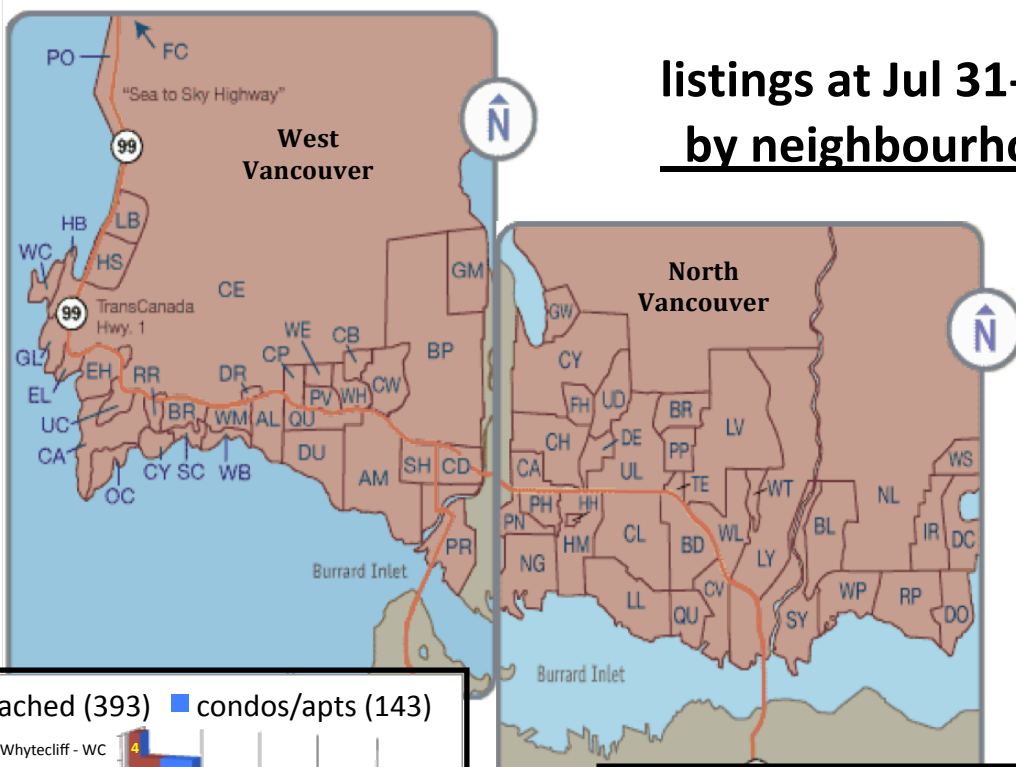 listings at Jul 31-
by neighbourho
PO
FC
"Sea to Sky Highway"
99
West
Vancouver
N
HB
LB
WC
HS
CE
GM
TransCanada
Hwy. 1
99
WE
CB
CP
BP
GL
EH
RR
DR
PV
WH
CW
EL
BR
WM
AL
QU
UC
DU
CA
CY
SC
WB
AM
SH
CD
OC
PR
Burrard Inlet
North
Vancouver
N
GW
CY
FH
UD
BR
LV
CH
DE
PP
CA
UL
TE
WT
NL
WS
PH
HH
PN
HM
CL
BD
WL
BL
IR
DC
NG
LY
LL
QU
CV
SY
WP
RP
DO
Burrard Inlet
ached (393) condos/apts (143)
Whytecliff - WC
4